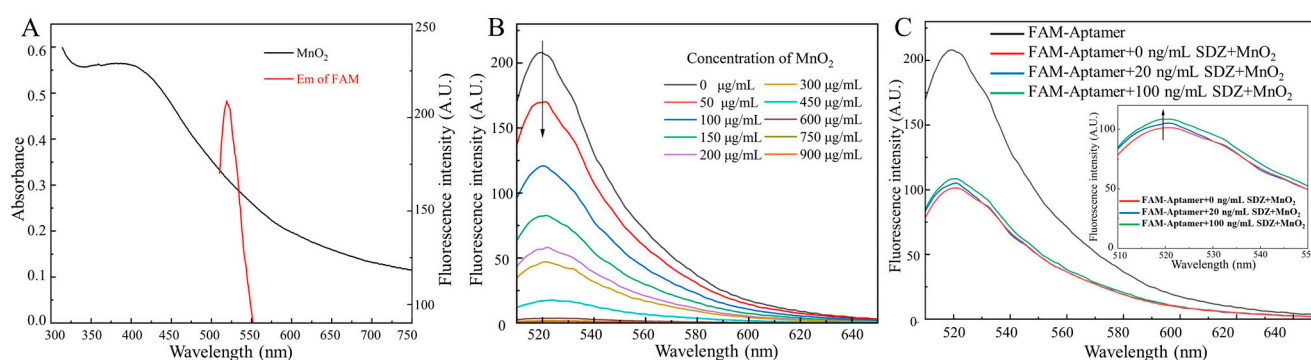 A
MnO2
Em of FAM
0.6
0.5
0.4
0.3
0.2
0.1
0.0
Absorbance
300 350 400 450 500 550 600 650 700 750
Wavelength (nm)
250
200
150
100
Fluorescence intensity (A.U.)
B
Concentration of MnO2
0 μg/mL
50 μg/mL
100 μg/mL
150 μg/mL
200 μg/mL
300 μg/mL
450 μg/mL
600 μg/mL
750 μg/mL
900 μg/mL
250
200
150
100
50
0
Fluorescence intensity (A.U.)
520 540 560 580 600 620 640
Wavelength (nm)
C
FAM-Aptamer
FAM-Aptamer+0 ng/mL SDZ+MnO2
FAM-Aptamer+20 ng/mL SDZ+MnO2
FAM-Aptamer+100 ng/mL SDZ+MnO2
200
150
100
50
0
Fluorescence intensity (A.U.)
520 540 560 580 600 620 640
Wavelength (nm)
100
50
0
Fluorescence intensity (A.U.)
FAM-Aptamer+0 ng/mL SDZ+MnO2
FAM-Aptamer+20 ng/mL SDZ+MnO2
FAM-Aptamer+100 ng/mL SDZ+MnO2
510 520 530 540 55
Wavelength (nm)